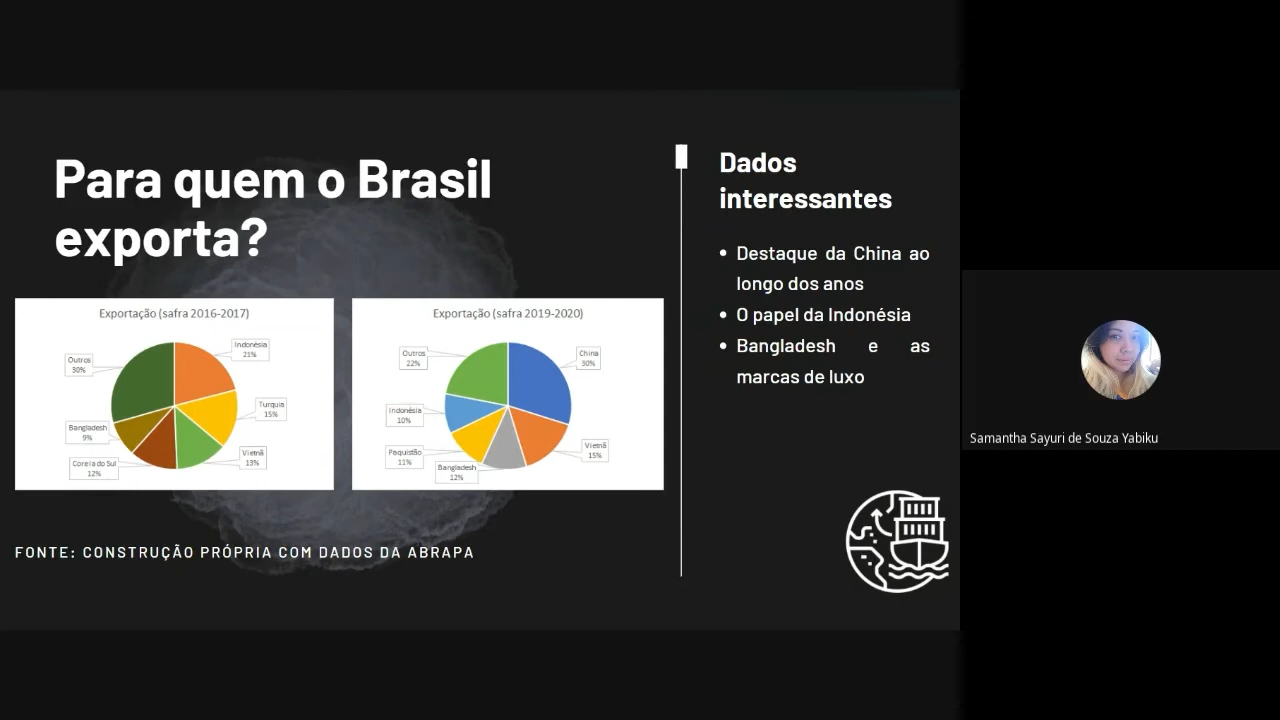 Para quem o Brasil
exporta?
Exportação (safra 2016-2017)
Indonésia
21%
Turquia
15%
Vietnã
13%
Coreia do Sul
12%
Bangladesh
9%
Outros
30%
Exportação (safra 2019-2020)
China
30%
Vietnã
15%
Bangladesh
12%
Paquistão
11%
Indonésia
10%
Outros
22%
FONTE: CONSTRUÇÃO PRÓPRIA COM DADOS DA ABRAPA
Dados
interessantes
• Destaque da China ao
longo dos anos
• O papel da Indonésia
• Bangladesh e as
marcas de luxo
Samantha Sayuri de Souza Yabiku